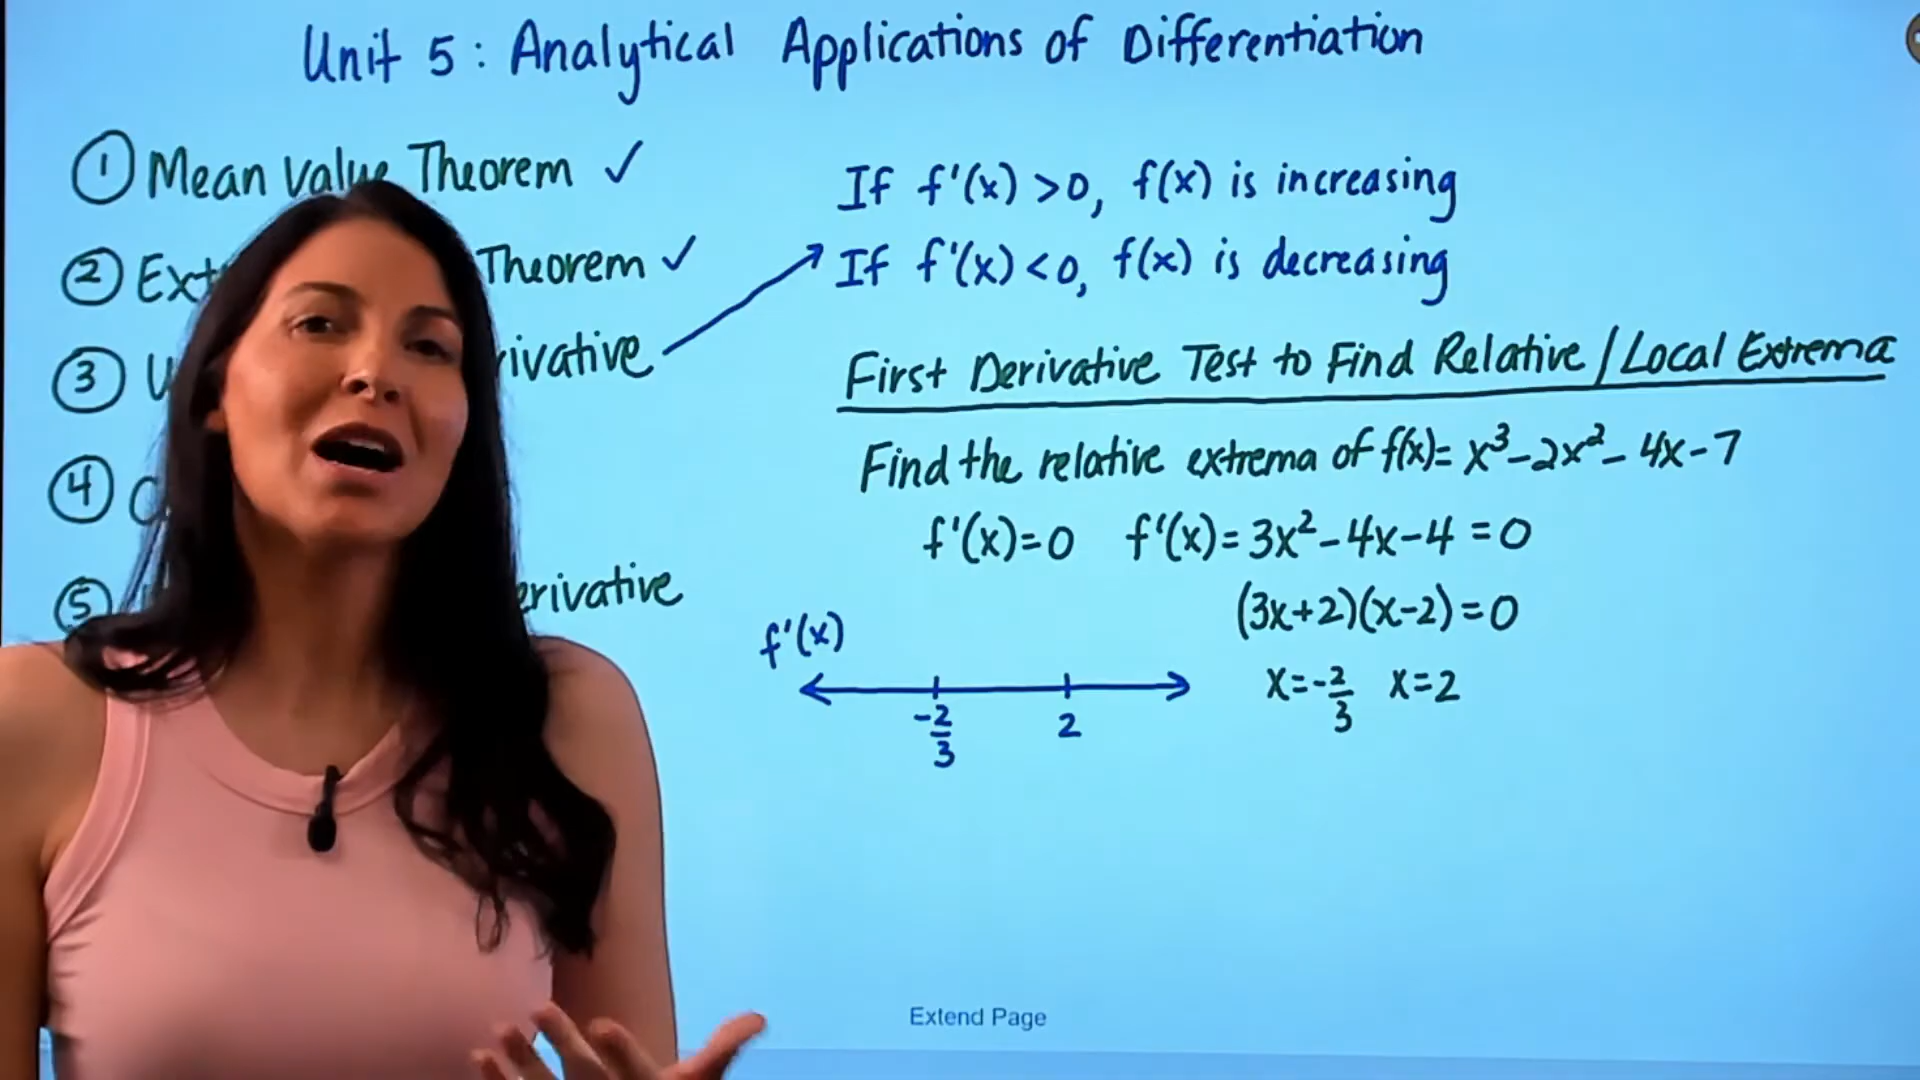 Unit 5: Analytical Applications of Differentiation
① Mean Value Theorem ✓
② Theorem ✓
③
④
⑤
If f'(x) >0, f(x) is increasing
If f'(x) <0, f(x) is decreasing
First Derivative Test to Find Relative / Local Extrema
Find the relative extrema of f(x)= x³-2x²-4x-7
f'(x)=0 f'(x)= 3x²-4x-4 =0
(3x+2)(x-2)=0
x=-2/3 x=2
f'(x)
-2/3 2
Extend Page